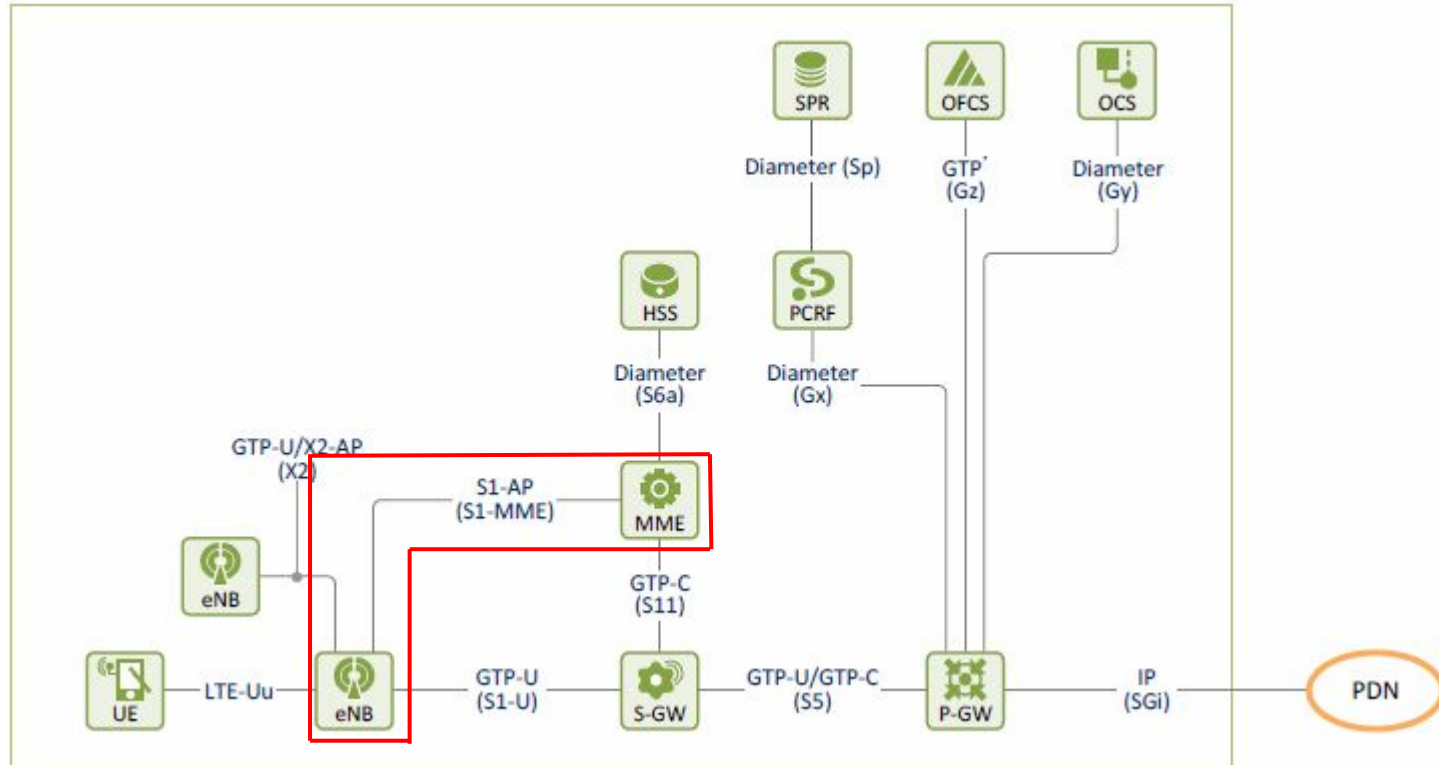 SPR
OFCS
OCS
Diameter (Sp)
GTP'
(Gz)
Diameter
(Gy)
HSS
PCRF
Diameter
(S6a)
Diameter
(Gx)
GTP-U/X2-AP
(X2)
S1-AP
(S1-MME)
MME
eNB
GTP-C
(S11)
UE
LTE-Uu
eNB
GTP-U
(S1-U)
S-GW
GTP-U/GTP-C
(S5)
P-GW
IP
(SGi)
PDN